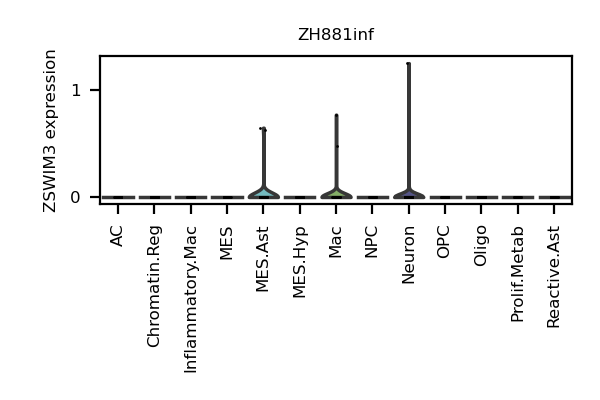 ZH881inf
ZSWIM3 expression
1
0
AC
Chromatin.Reg
Inflammatory.Mac
MES
MES.Ast
MES.Hyp
Mac
NPC
Neuron
OPC
Oligo
Prolif.Metab
Reactive.Ast